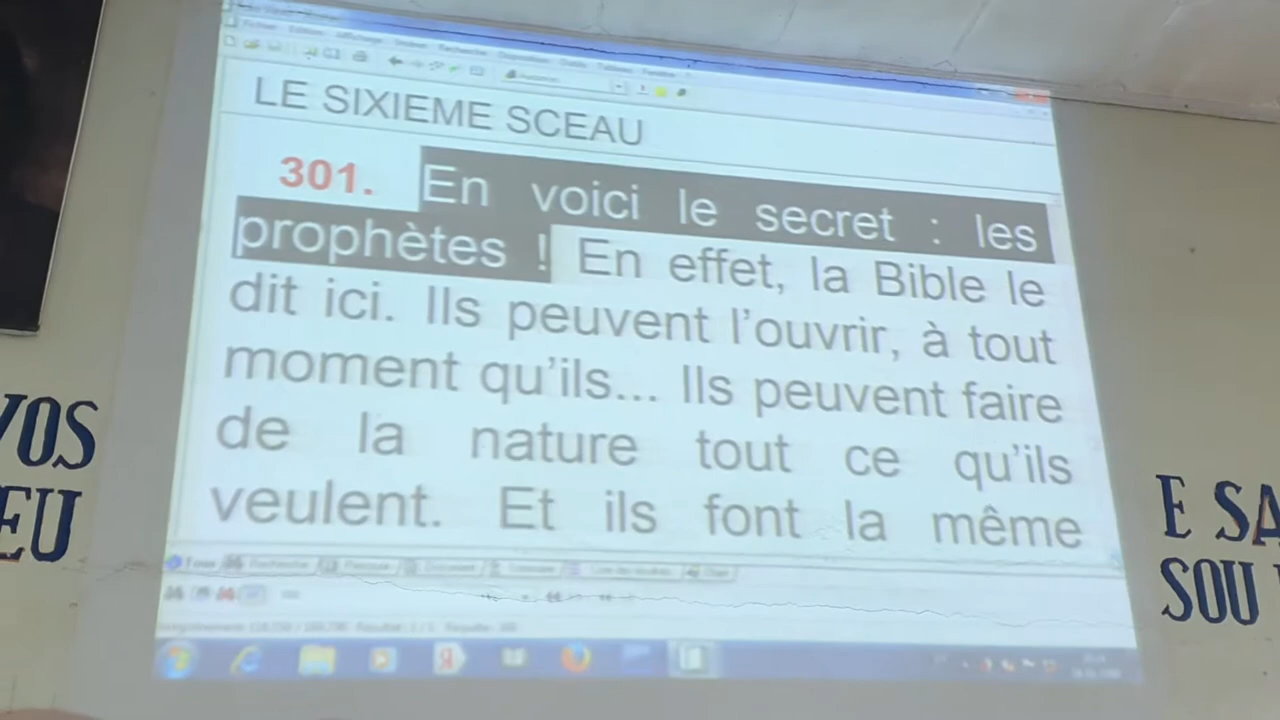 LE SIXIEME SCEAU
301. En voici le secret : les
prophètes ! En effet, la Bible le
dit ici. Ils peuvent l'ouvrir, à tout
moment qu'ils... Ils peuvent faire
de la nature tout ce qu'ils
veulent. Et ils font la même
VOS
EU
E SA
SOU